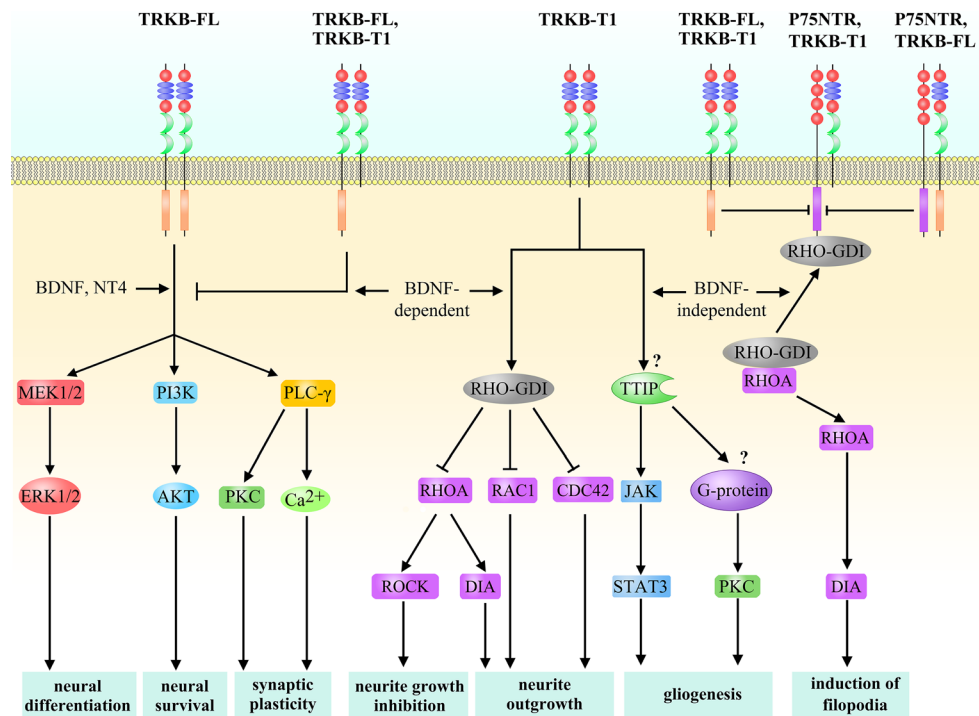 TRKB-FL
TRKB-FL,
TRKB-T1
TRKB-T1
TRKB-FL,
TRKB-T1
P75NTR,
TRKB-T1
P75NTR,
TRKB-FL
RHO-GDI
BDNF, NT4
BDNF-
dependent
BDNF-
independent
RHO-GDI
RHOA
MEK1/2
PI3K
PLC-γ
RHO-GDI
?
TTIP
RHOA
ERK1/2
AKT
PKC
Ca2+
RHOA
RAC1
CDC42
JAK
?
G-protein
ROCK
DIA
STAT3
PKC
DIA
neural
differentiation
neural
survival
synaptic
plasticity
neurite growth
inhibition
neurite
outgrowth
gliogenesis
induction of
filopodia